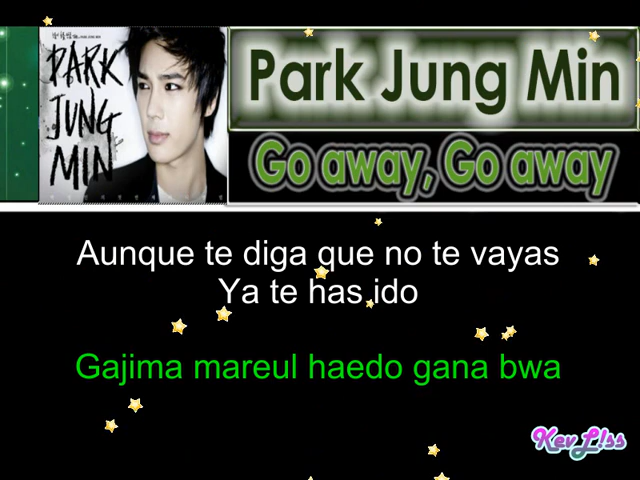 PARK
JUNG
MIN
Park Jung Min
Go away, Go away
Aunque te diga que no te vayas
Ya te has ido
Gajima mareul haedo gana bwa
KevL!ss